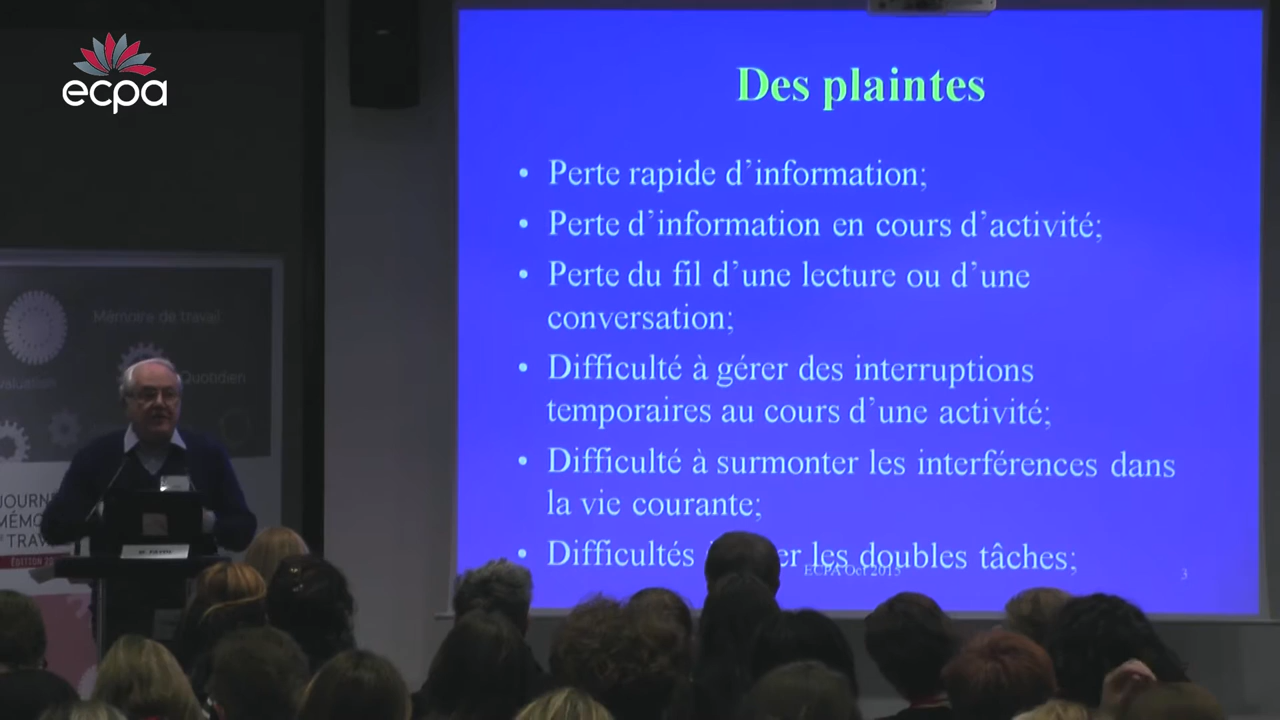 ecpa
Des plaintes
• Perte rapide d’information;
• Perte d’information en cours d’activité;
• Perte du fil d’une lecture ou d’une
conversation;
• Difficulté à gérer des interruptions
temporaires au cours d’une activité;
• Difficulté à surmonter les interférences dans
la vie courante;
• Difficultés les doubles tâches;
ECPA Oct 2015
3
Mémoire de travail
Quotidien